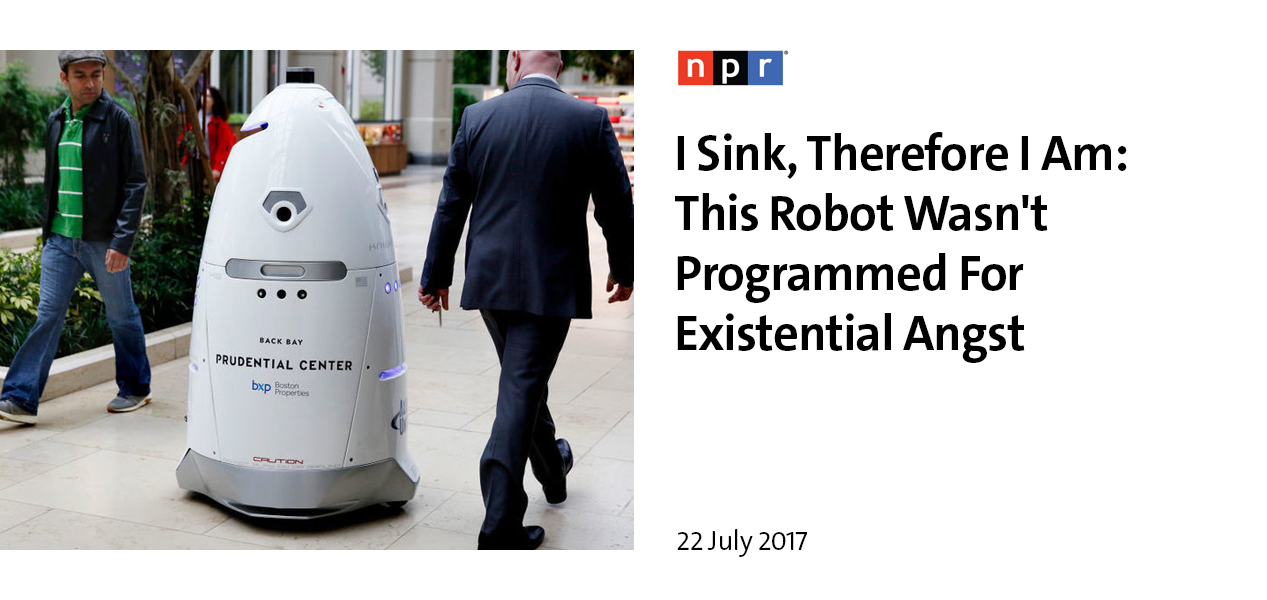 npr
I Sink, Therefore I Am:
This Robot Wasn't
Programmed For
Existential Angst
BACK BAY
PRUDENTIAL CENTER
bxp Boston
Properties
CAUTION
22 July 2017